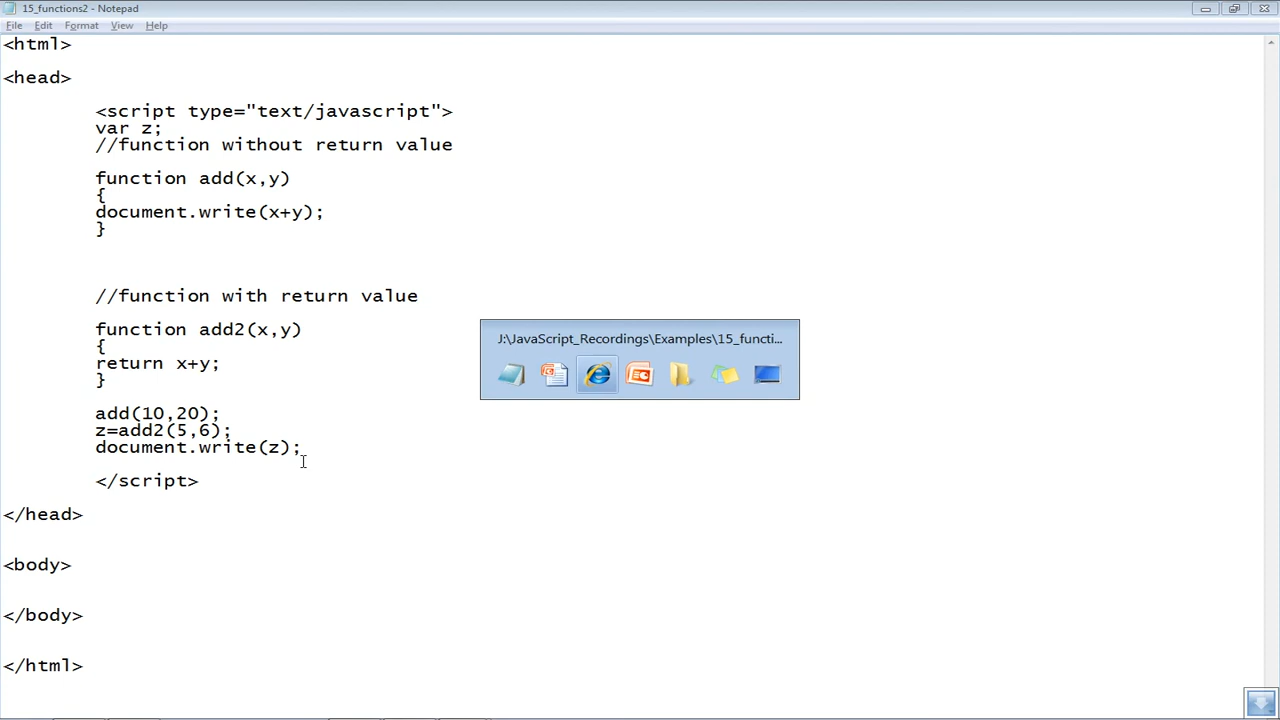 15_functions2 - Notepad
File Edit Format View Help
<html>
<head>
<script type="text/javascript">
var z;
//function without return value
function add(x,y)
{
document.write(x+y);
}
//function with return value
function add2(x,y)
{
return x+y;
}
add(10,20);
z=add2(5,6);
document.write(z);
</script>
</head>
<body>
</body>
</html>
J:\JavaScript_Recordings\Examples\15_functi...